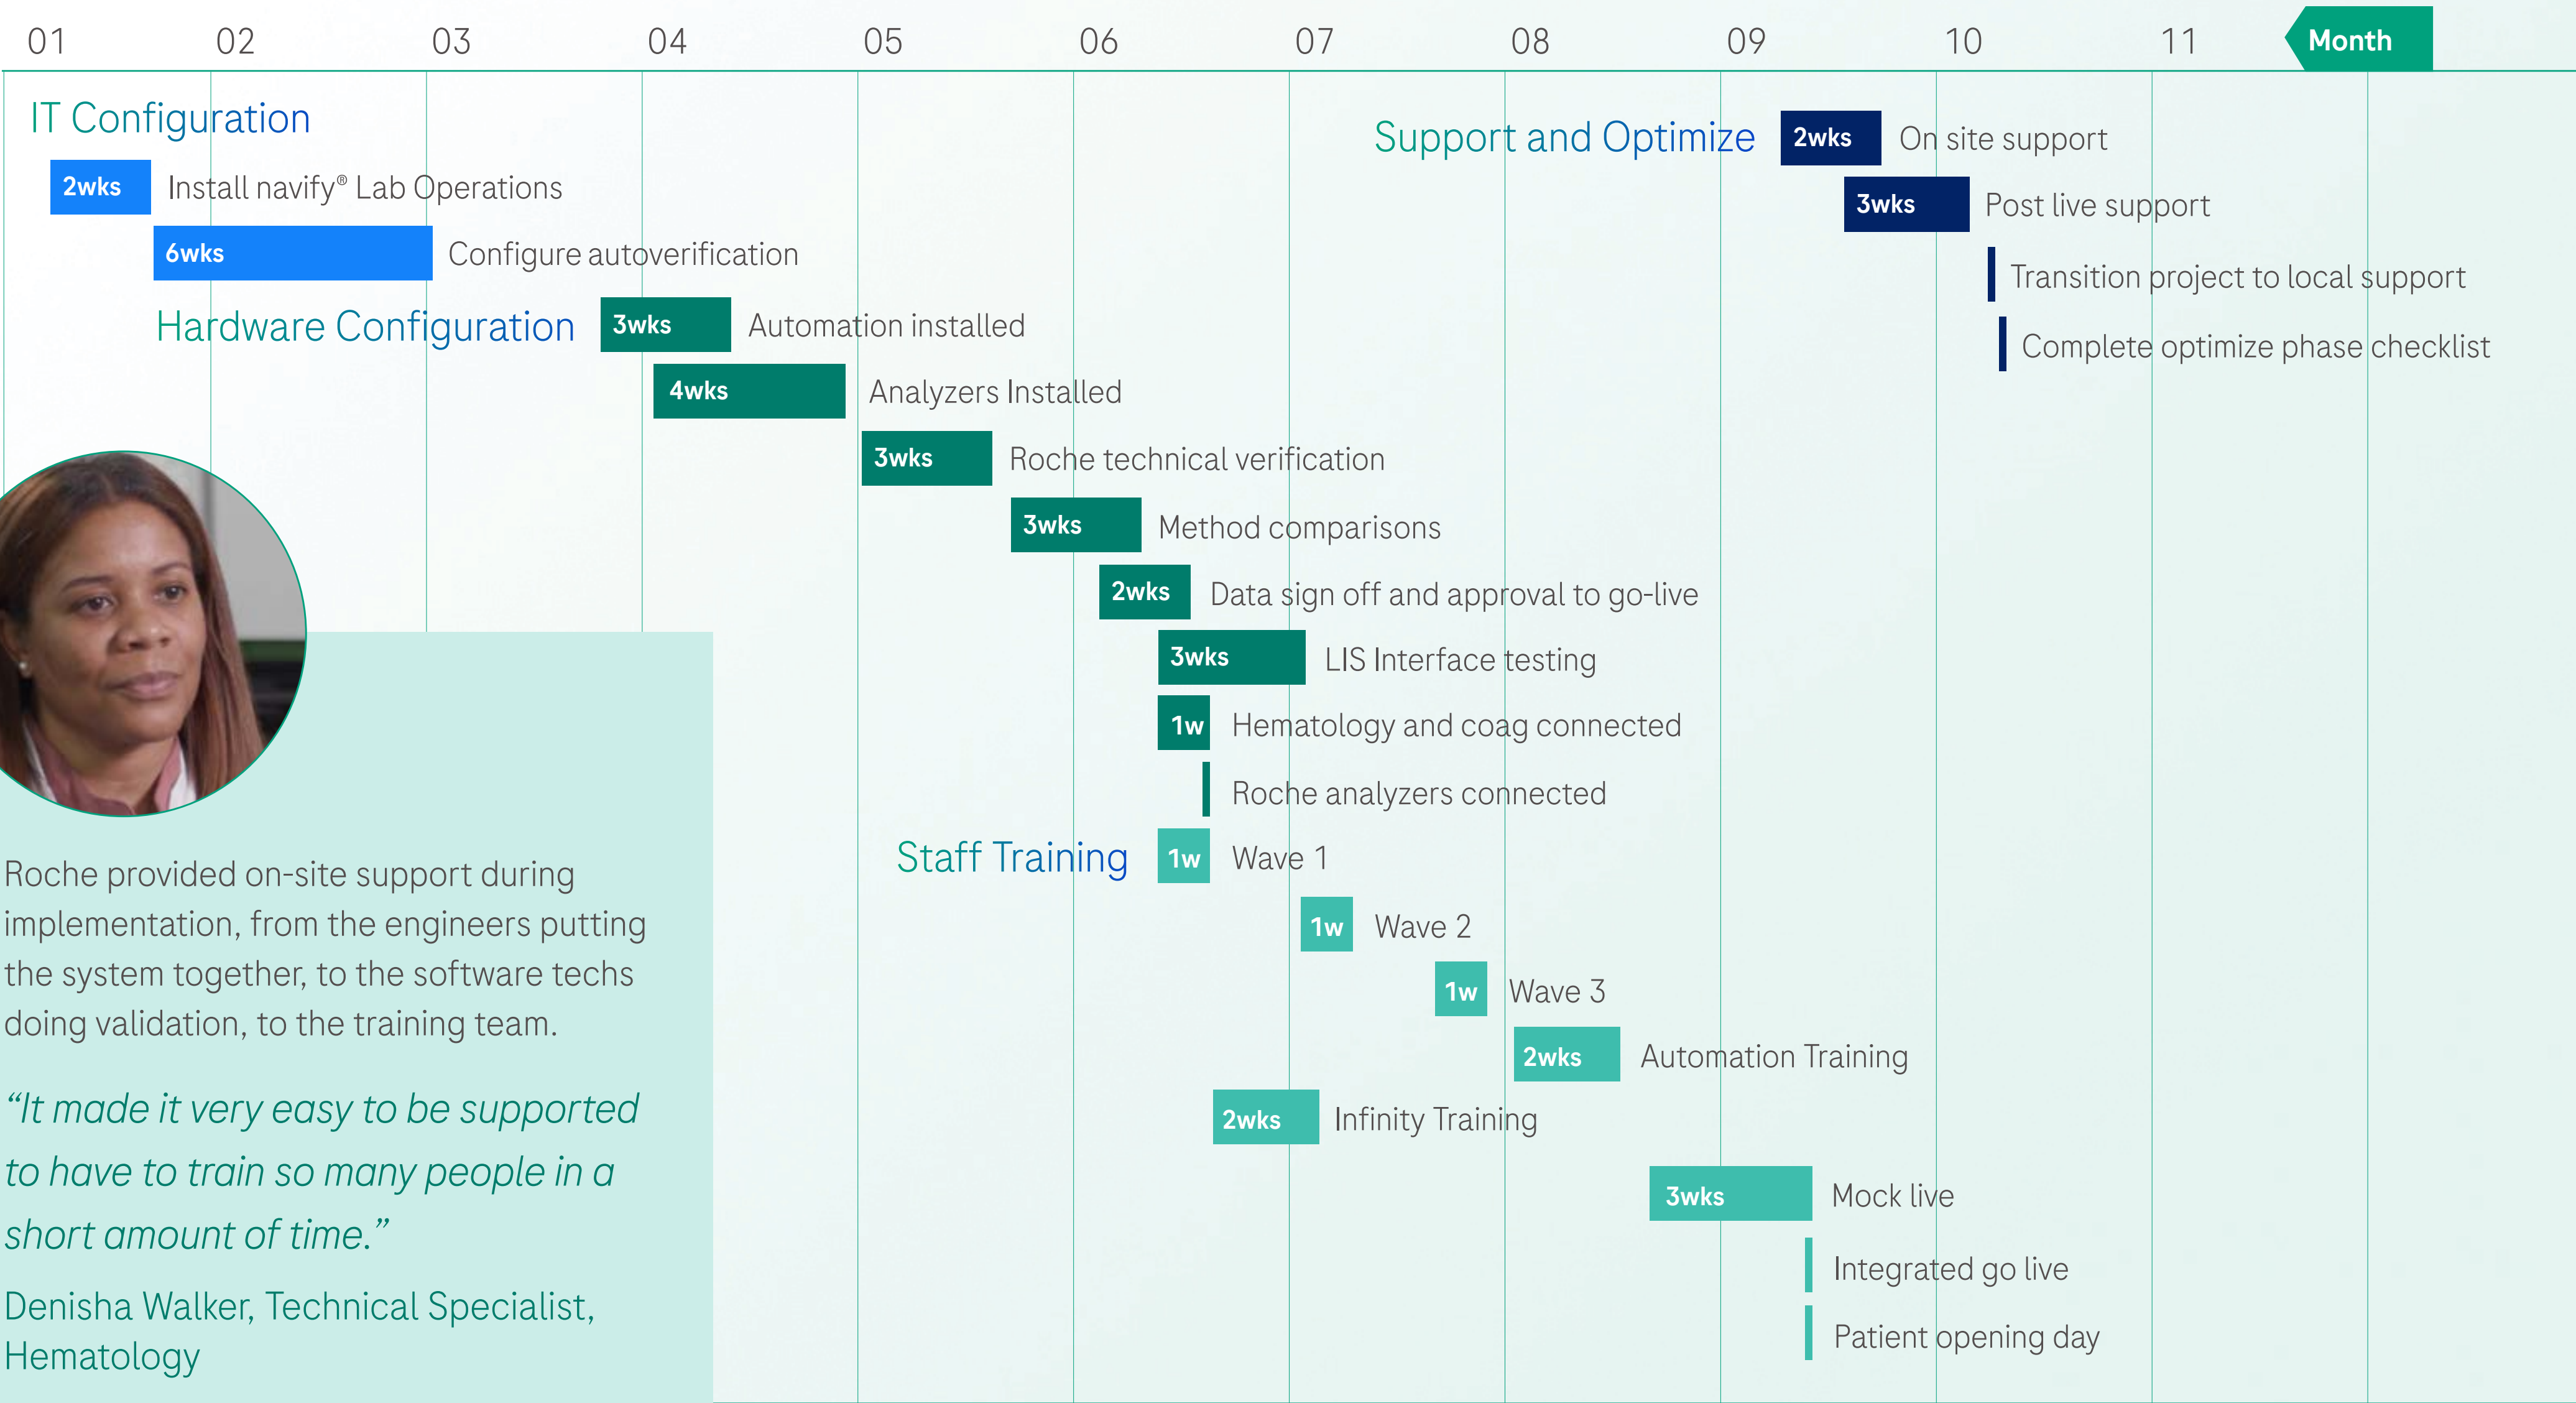 01 02 03 04 05 06 07 08 09 10 11 Month
IT Configuration
2wks Install navify® Lab Operations
6wks Configure autoverification
Hardware Configuration 3wks Automation installed
4wks Analyzers Installed
3wks Roche technical verification
3wks Method comparisons
2wks Data sign off and approval to go-live
3wks LIS Interface testing
1w Hematology and coag connected
Roche analyzers connected
Staff Training 1w Wave 1
1w Wave 2
1w Wave 3
2wks Automation Training
2wks Infinity Training
3wks Mock live
Integrated go live
Patient opening day
Support and Optimize 2wks On site support
3wks Post live support
Transition project to local support
Complete optimize phase checklist
Roche provided on-site support during
implementation, from the engineers putting
the system together, to the software techs
doing validation, to the training team.
“It made it very easy to be supported
to have to train so many people in a
short amount of time.”
Denisha Walker, Technical Specialist,
Hematology